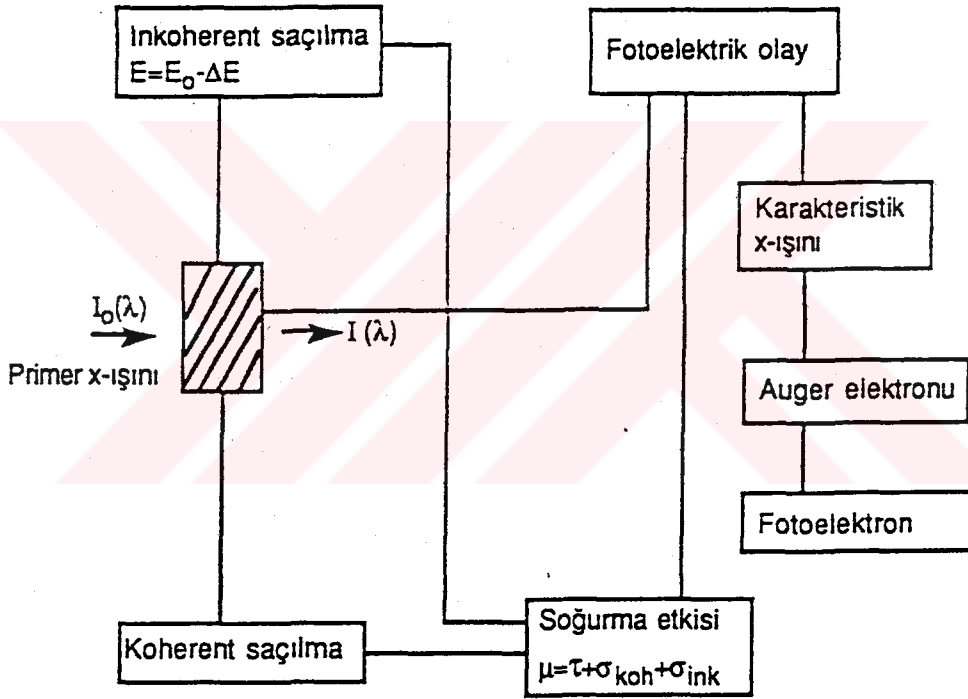 Inkoherent saçılma
E=E₀-ΔE
Fotoelektrik olay
Karakteristik
x-ışını
I₀(λ)
I(λ)
Primer x-ışını
Auger elektronu
Fotoelektron
Koherent saçılma
Soğurma etkisi
μ=τ+σkoh+σink